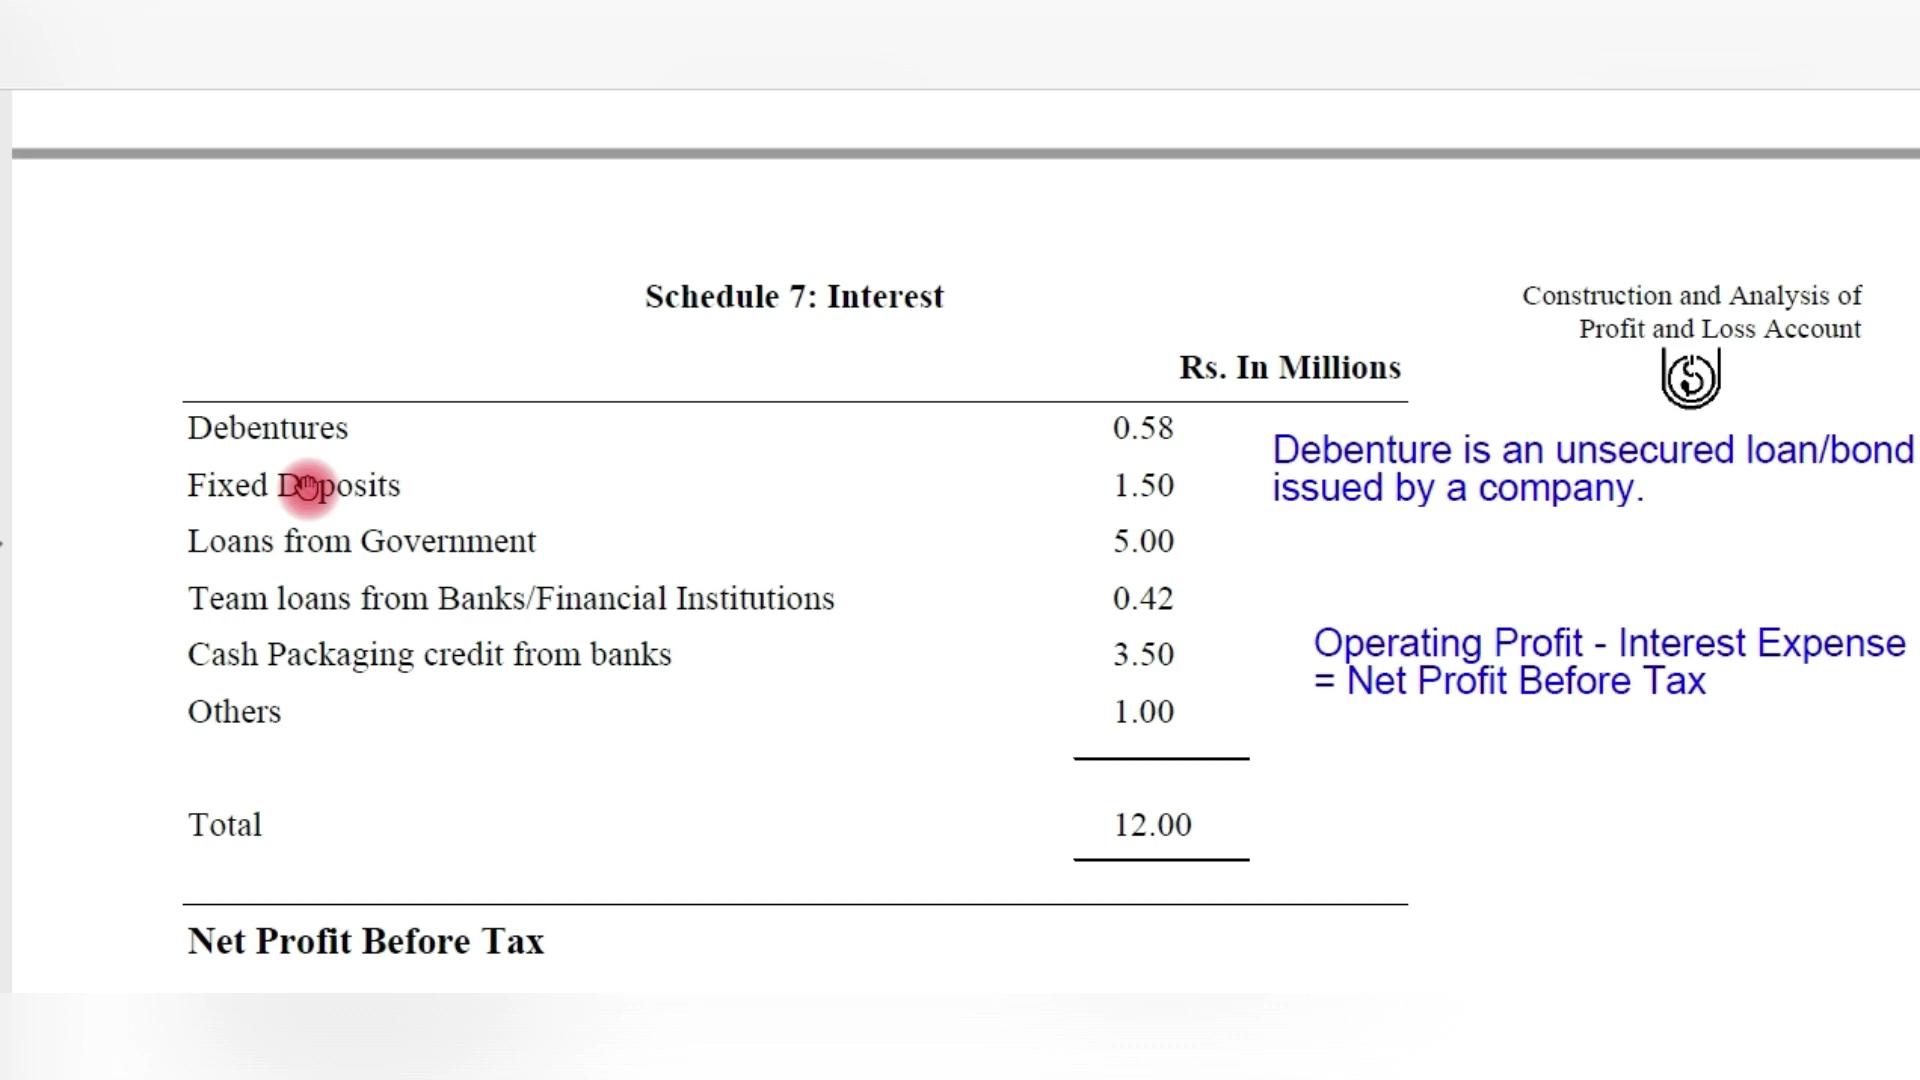 Schedule 7: Interest
Construction and Analysis of
Profit and Loss Account
Rs. In Millions
Debentures 0.58
Debenture is an unsecured loan/bond
issued by a company.
Fixed Deposits 1.50
Loans from Government 5.00
Team loans from Banks/Financial Institutions 0.42
Operating Profit - Interest Expense
= Net Profit Before Tax
Cash Packaging credit from banks 3.50
Others 1.00
Total 12.00
Net Profit Before Tax